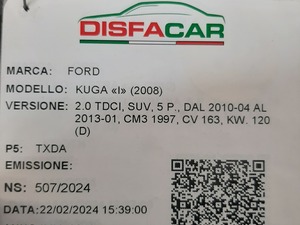 DISFACAR
MARCA: FORD
MODELLO: KUGA «I» (2008)
VERSIONE: 2.0 TDCI, SUV, 5 P., DAL 2010-04 AL
2013-01, CM3 1997, CV 163, KW. 120
(D)
P5: TXDA
EMISSIONE:
NS: 507/2024
DATA:22/02/2024 15:39:00